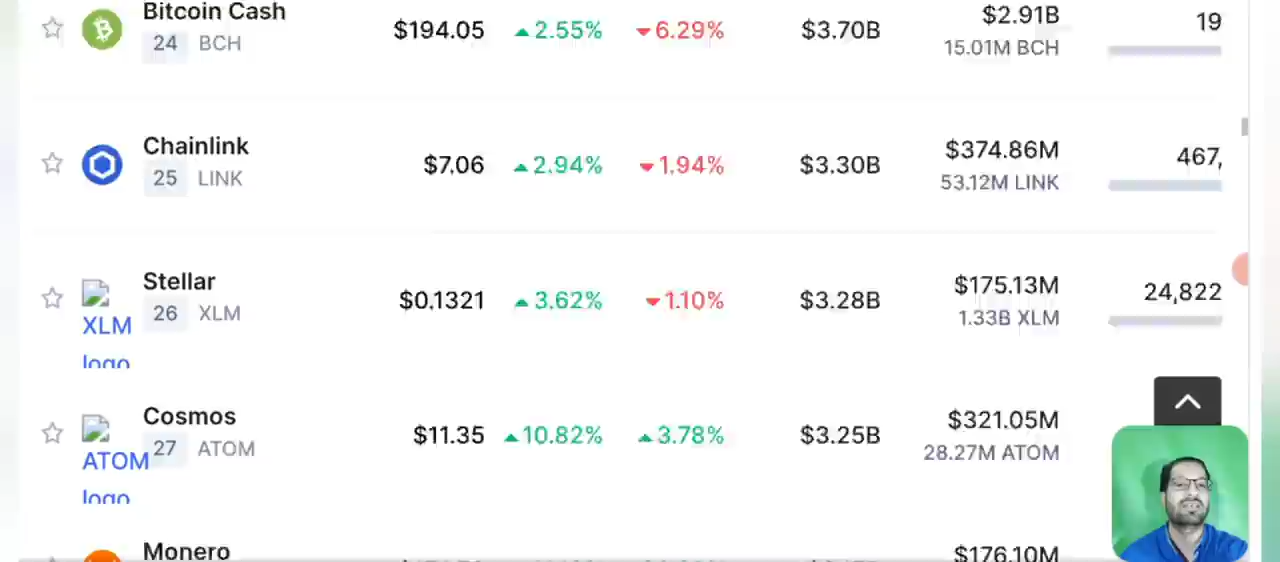 Bitcoin Cash
24 BCH
$194.05 2.55% 6.29% $3.70B $2.91B
15.01M BCH
19
Chainlink
25 LINK
$7.06 2.94% 1.94% $3.30B $374.86M
53.12M LINK
467,
Stellar
26 XLM
XLM
logo
$0.1321 3.62% 1.10% $3.28B $175.13M
1.33B XLM
24,822
Cosmos
27 ATOM
ATOM
logo
$11.35 10.82% 3.78% $3.25B $321.05M
28.27M ATOM
Monero
$176.10M